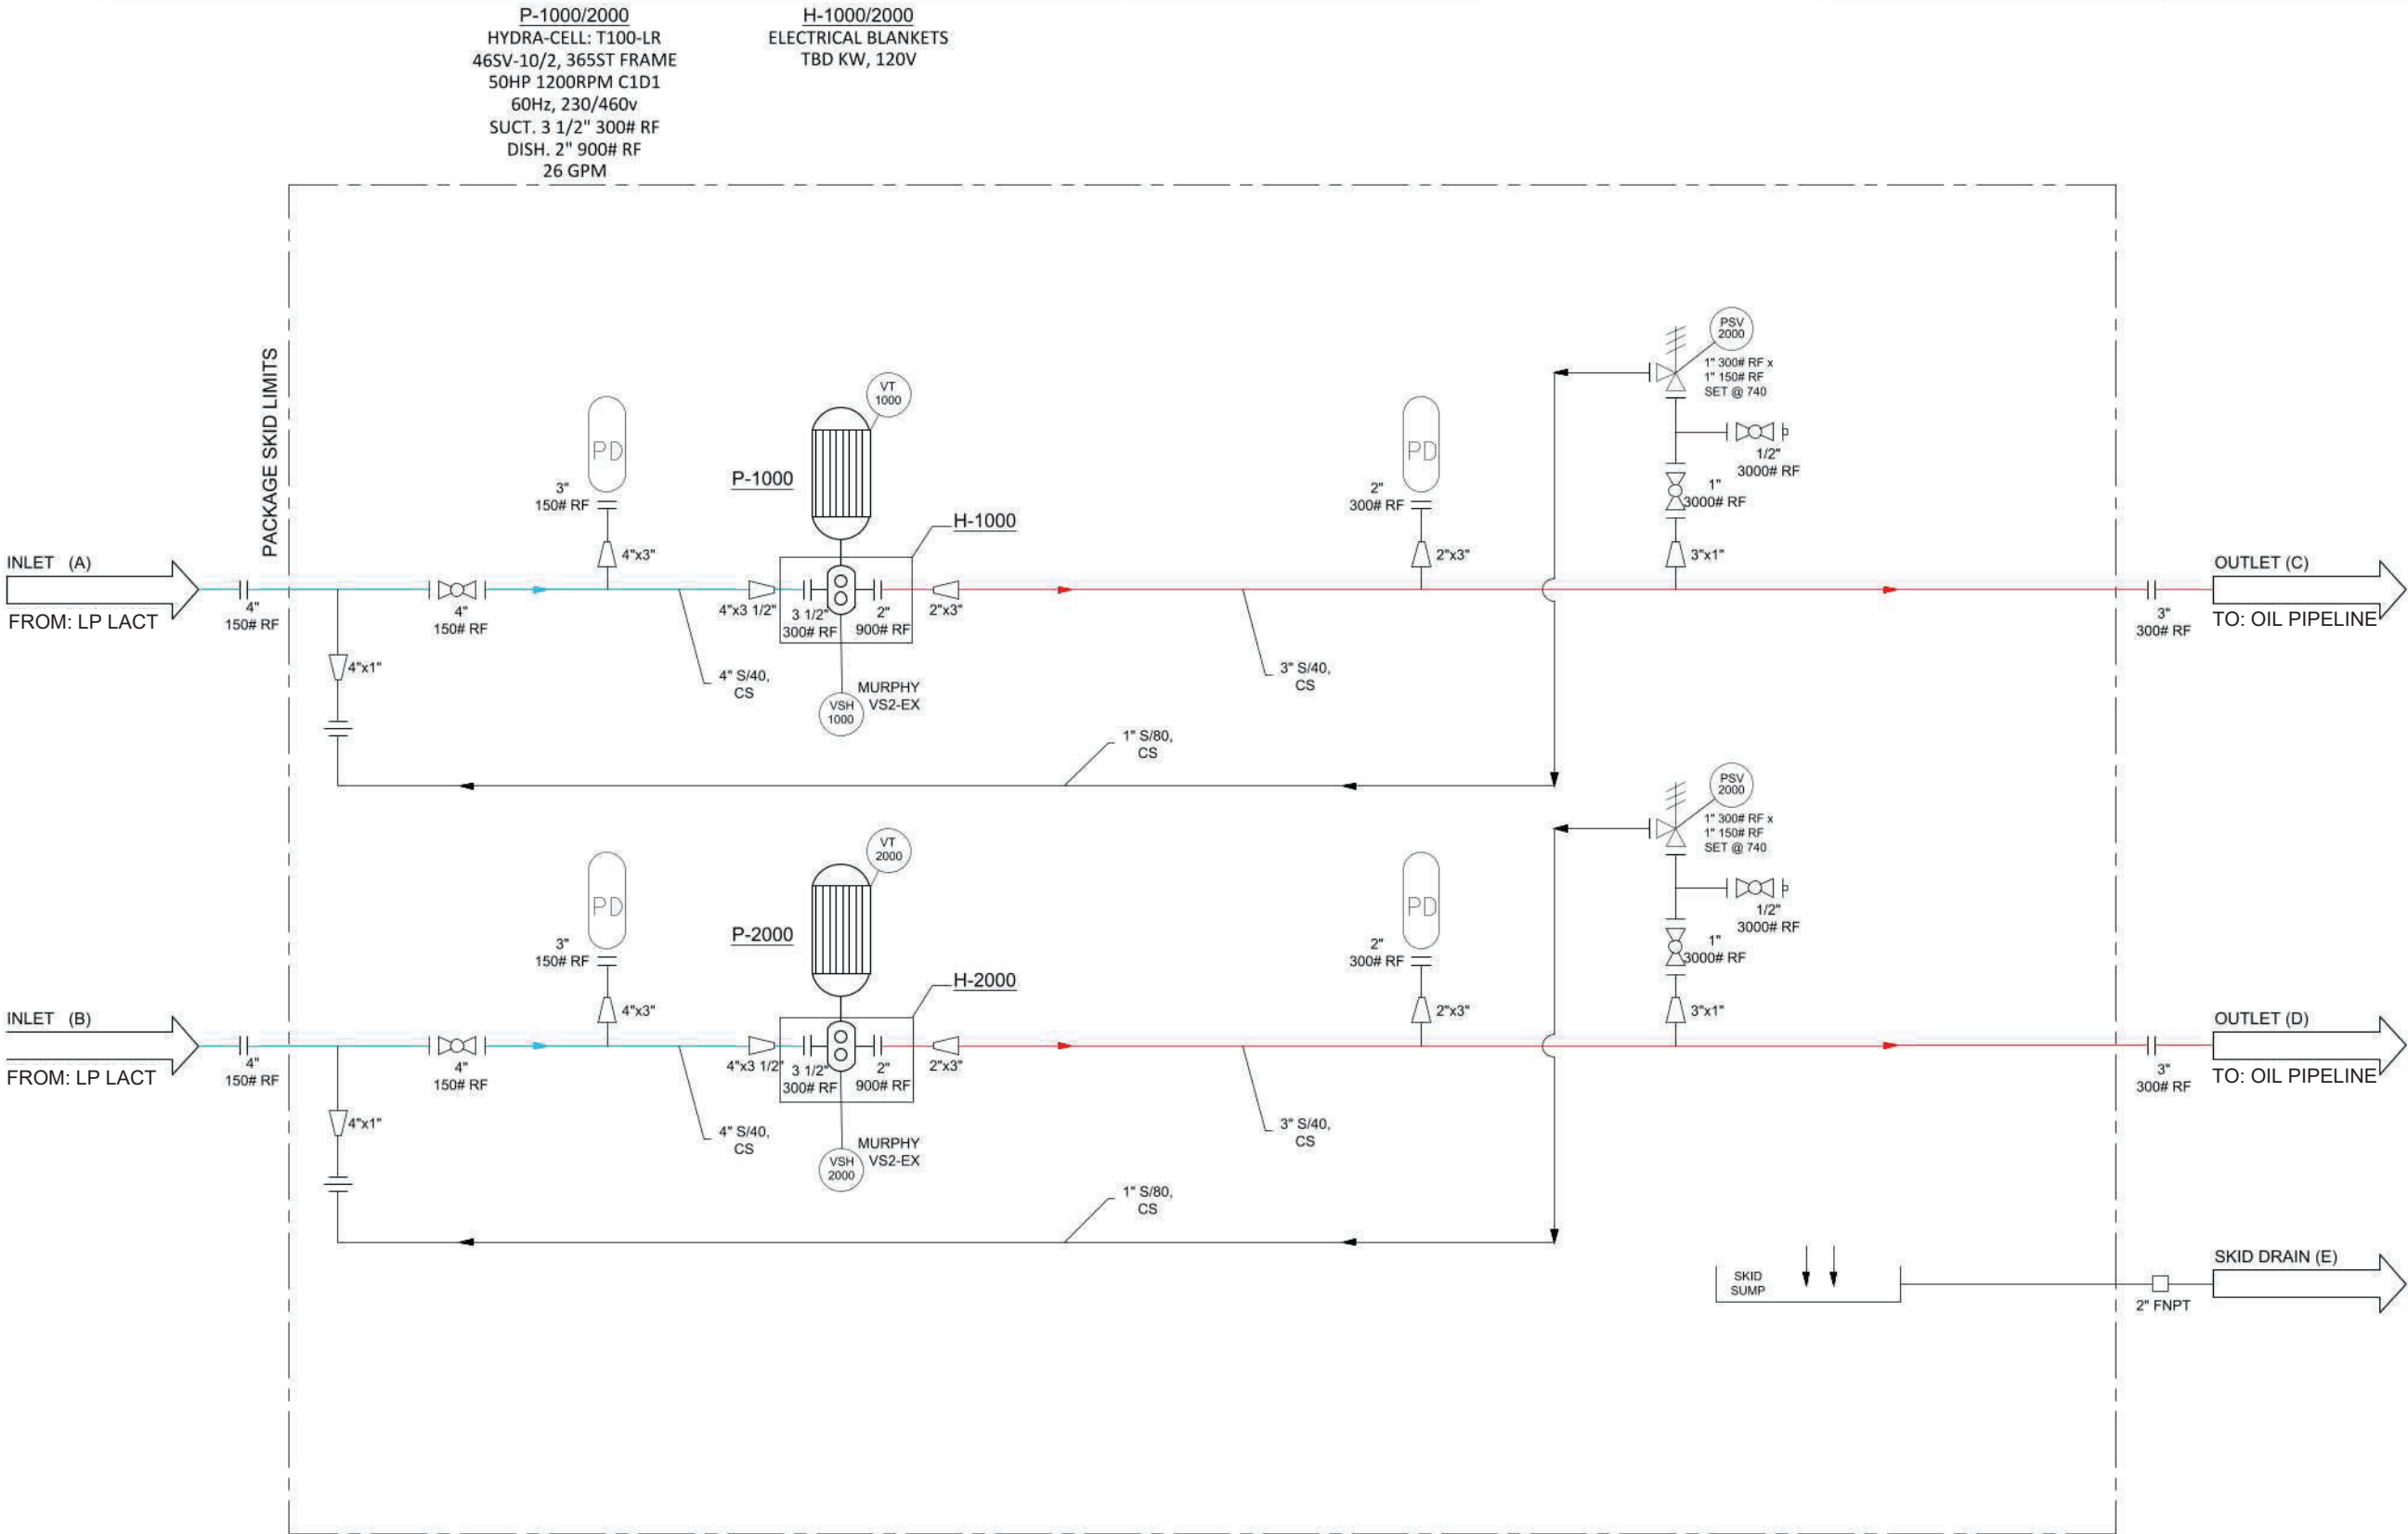 P-1000/2000
HYDRA-CELL: T100-LR
46SV-10/2, 365ST FRAME
50HP 1200RPM C1D1
60Hz, 230/460v
SUCT. 3 1/2" 300# RF
DISH. 2" 900# RF
26 GPM
H-1000/2000
ELECTRICAL BLANKETS
TBD KW, 120V
PACKAGE SKID LIMITS
INLET (A)
FROM: LP LACT
4"
150# RF
4"x1"
4"
150# RF
PD
3"
150# RF
4"x3"
4" S/40,
CS
P-1000
VT
1000
H-1000
4"x3 1/2"
3 1/2"
300# RF
2"
900# RF
2"x3"
VSH
1000
MURPHY
VS2-EX
1" S/80,
CS
3" S/40,
CS
PD
2"
300# RF
2"x3"
PSV
2000
1" 300# RF x
1" 150# RF
SET @ 740
1/2"
3000# RF
1"
3000# RF
3"x1"
3"
300# RF
OUTLET (C)
TO: OIL PIPELINE
INLET (B)
FROM: LP LACT
4"
150# RF
4"x1"
4"
150# RF
PD
3"
150# RF
4"x3"
4" S/40,
CS
P-2000
VT
2000
H-2000
4"x3 1/2"
3 1/2"
300# RF
2"
900# RF
2"x3"
VSH
2000
MURPHY
VS2-EX
1" S/80,
CS
3" S/40,
CS
PD
2"
300# RF
2"x3"
PSV
2000
1" 300# RF x
1" 150# RF
SET @ 740
1/2"
3000# RF
1"
3000# RF
3"x1"
3"
300# RF
OUTLET (D)
TO: OIL PIPELINE
SKID
SUMP
2" FNPT
SKID DRAIN (E)